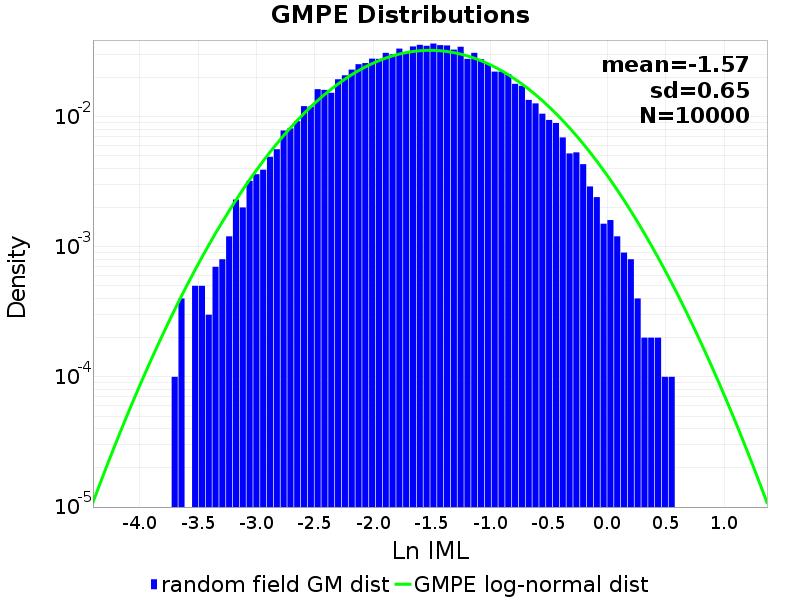 GMPE Distributions
mean=-1.57
sd=0.65
N=10000
10-2
10-3
10-4
10-5
Density
-4.0 -3.5 -3.0 -2.5 -2.0 -1.5 -1.0 -0.5 0.0 0.5 1.0
Ln IML
random field GM dist GMPE log-normal dist